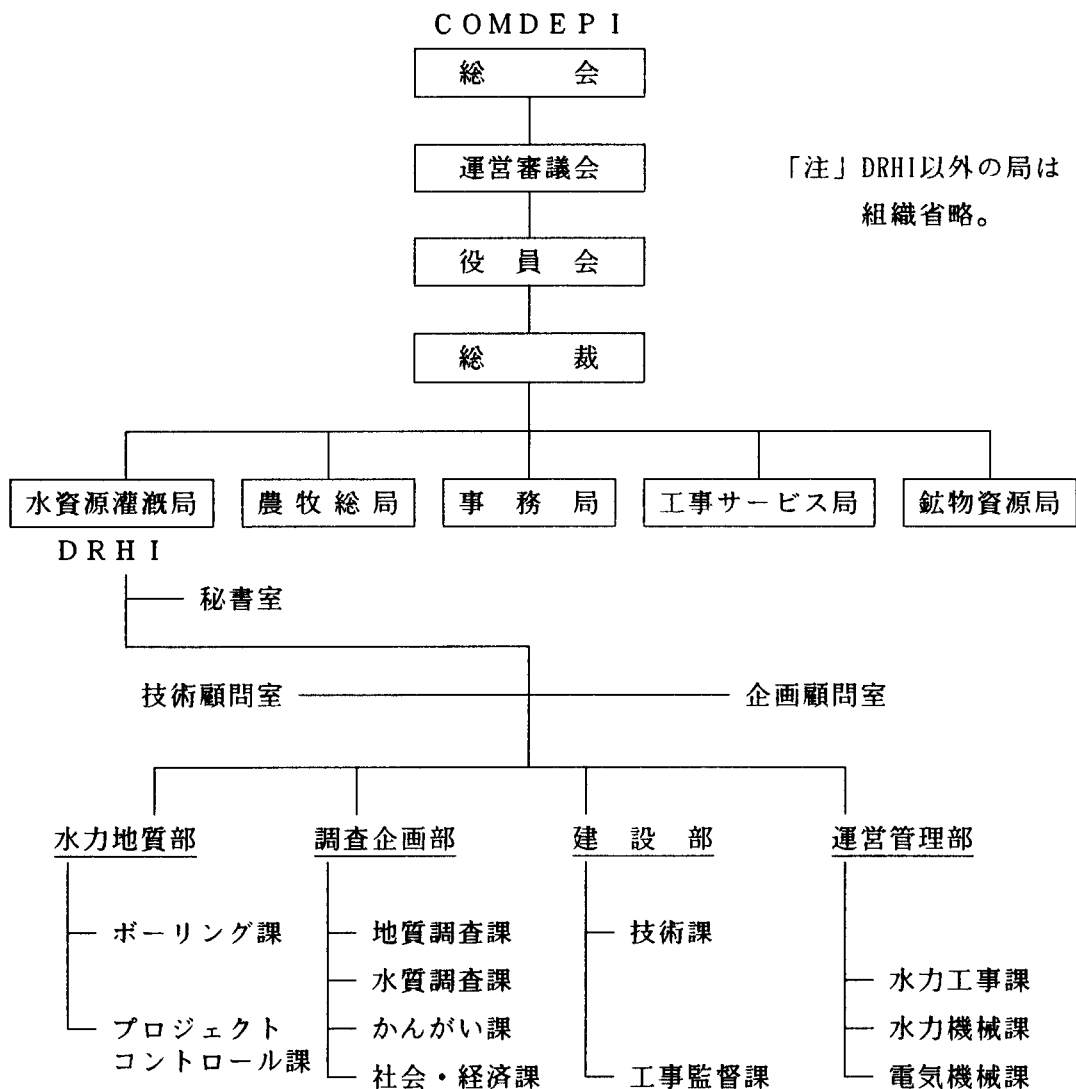 COMDEPI
総会
運営審議会
「注」DRHI以外の局は
組織省略。
役員会
総裁
水資源灌漑局
農牧総局
事務局
工事サービス局
鉱物資源局
DRHI
秘書室
技術顧問室
企画顧問室
水力地質部
調査企画部
建設部
運営管理部
ボーリング課
地質調査課
技術課
水質調査課
水力工事課
プロジェクト
コントロール課
かんがい課
水力機械課
社会・経済課
工事監督課
電気機械課